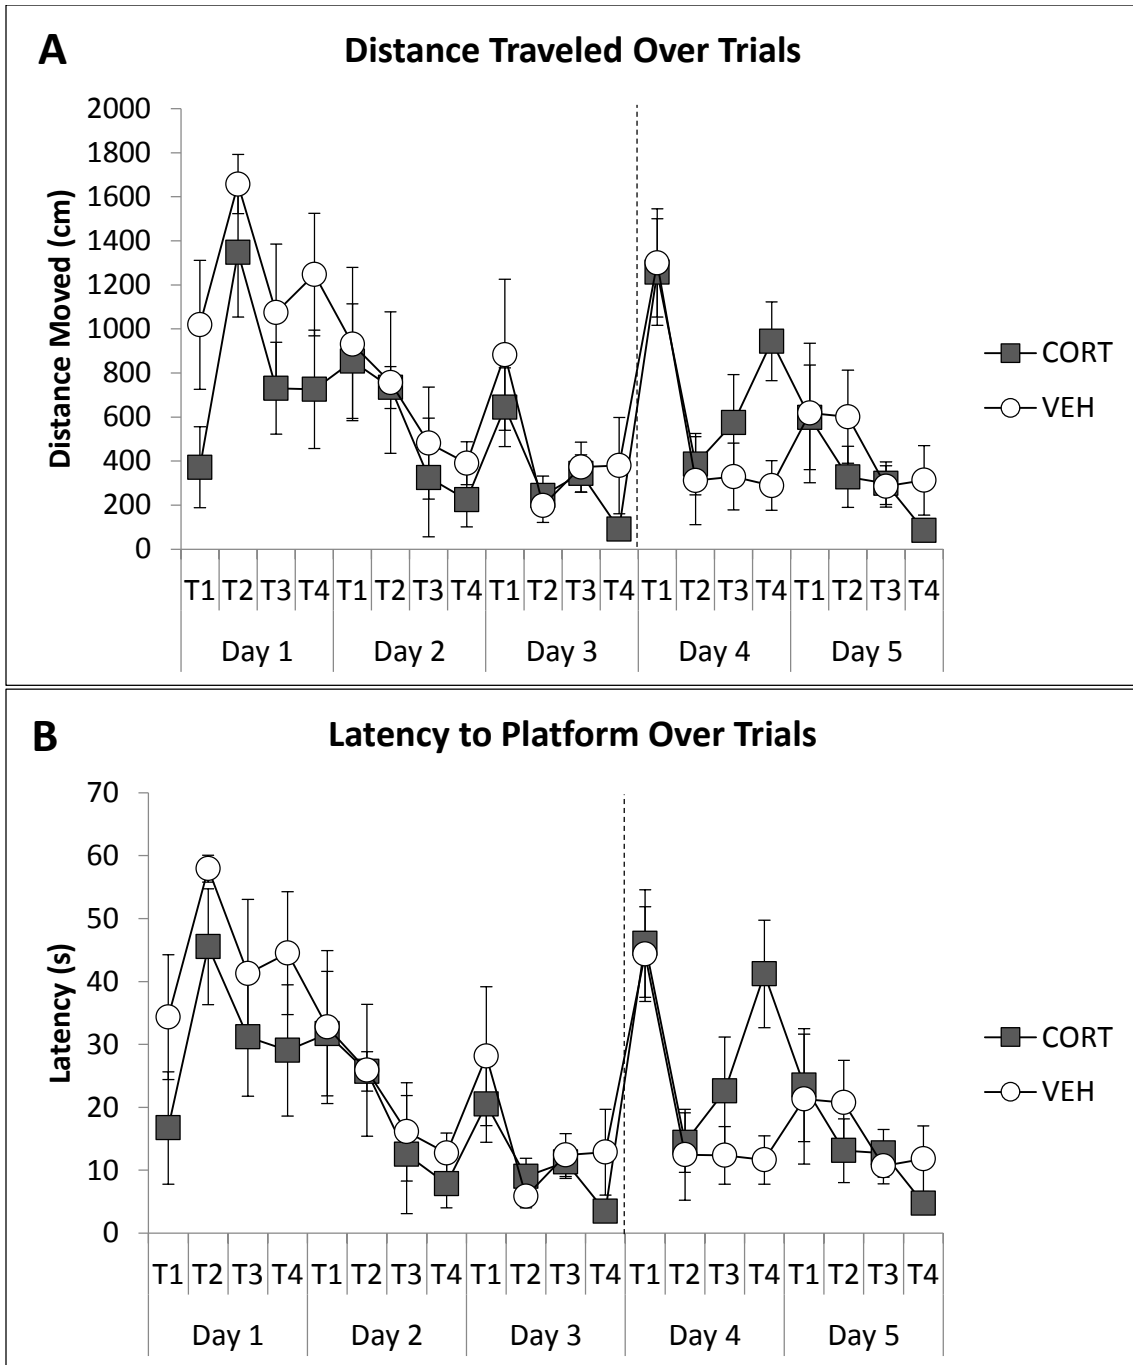 A
Distance Traveled Over Trials
Distance Moved (cm)
2000
1800
1600
1400
1200
1000
800
600
400
200
0
T1 T2 T3 T4 T1 T2 T3 T4 T1 T2 T3 T4 T1 T2 T3 T4 T1 T2 T3 T4
Day 1 Day 2 Day 3 Day 4 Day 5
CORT
VEH
B
Latency to Platform Over Trials
Latency (s)
70
60
50
40
30
20
10
0
T1 T2 T3 T4 T1 T2 T3 T4 T1 T2 T3 T4 T1 T2 T3 T4 T1 T2 T3 T4
Day 1 Day 2 Day 3 Day 4 Day 5
CORT
VEH